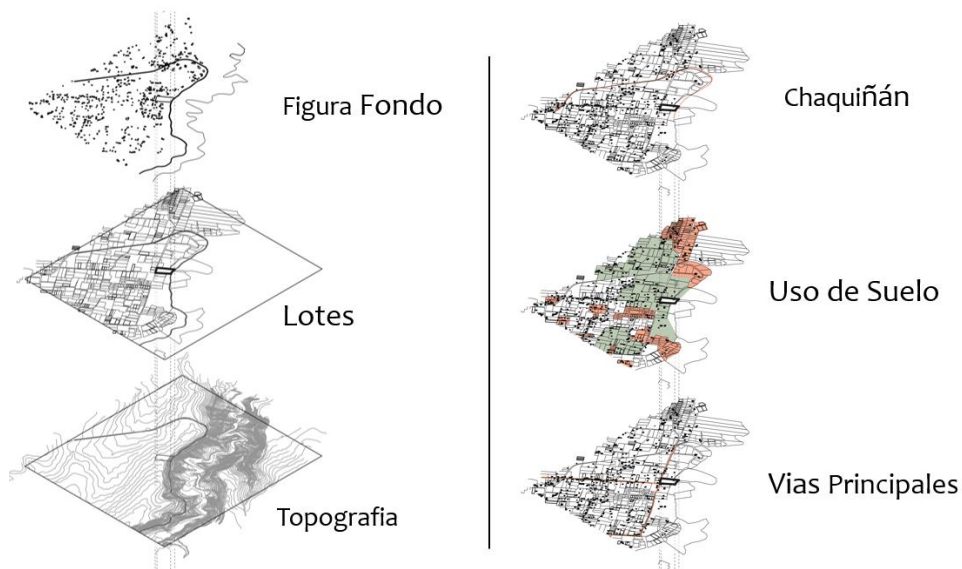 Figura Fondo
Lotes
Topografia
Chaquiñán
Uso de Suelo
Vias Principales